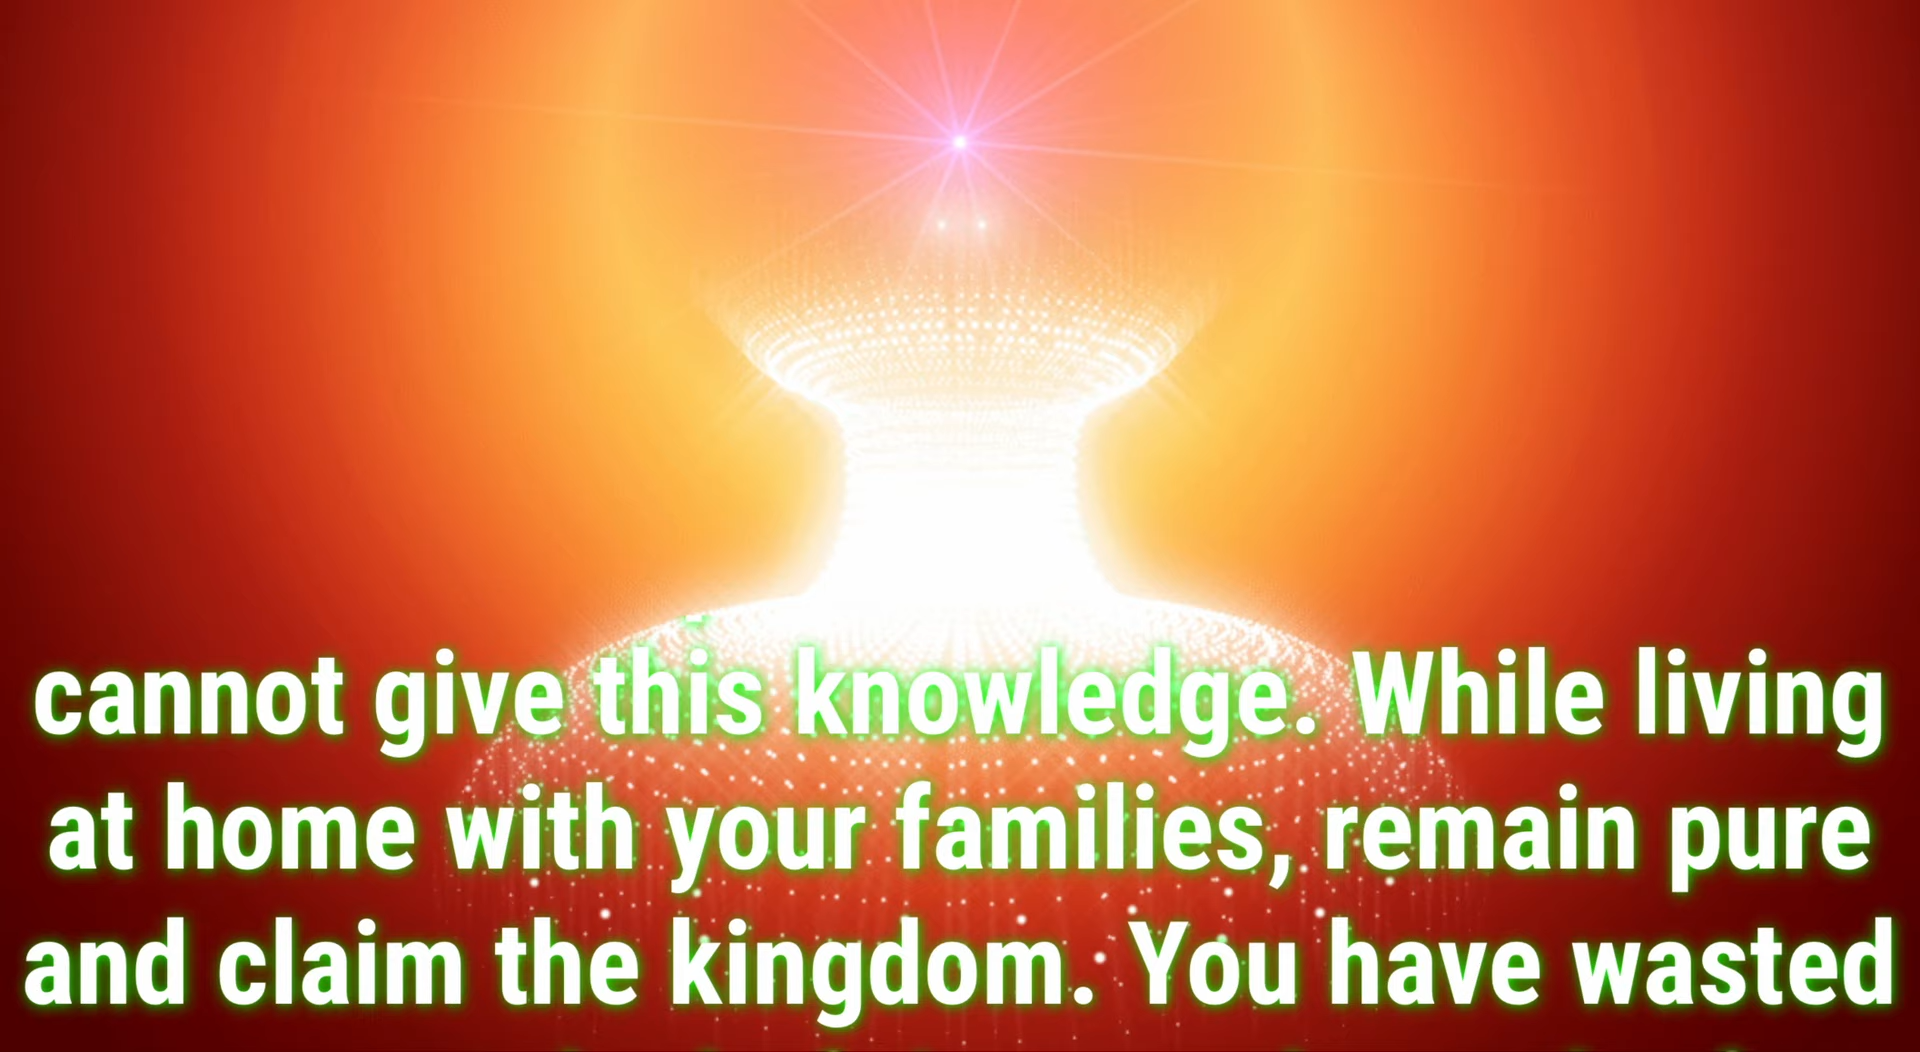 cannot give this knowledge. While living
at home with your families, remain pure
and claim the kingdom. You have wasted